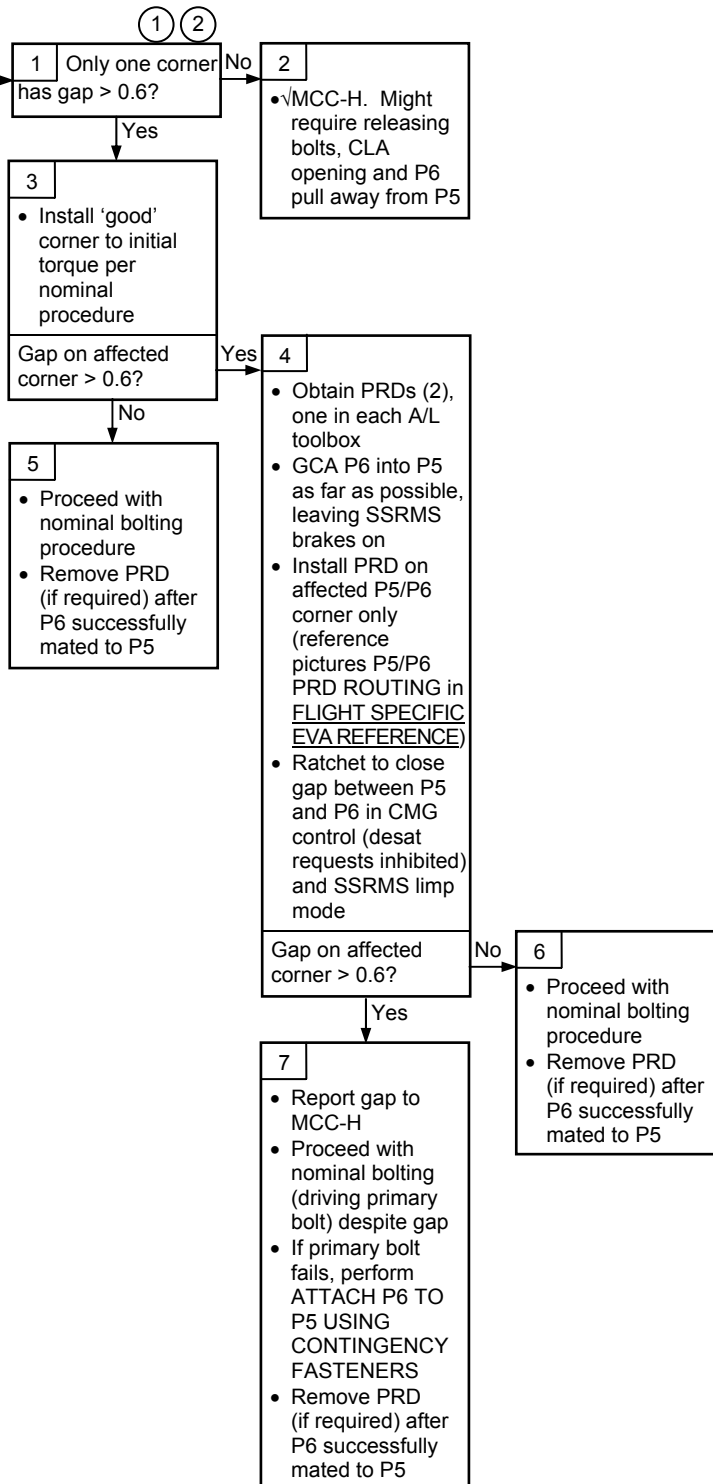 1 2
1 Only one corner
has gap > 0.6?
No
Yes
2
•√MCC-H. Might
require releasing
bolts, CLA
opening and P6
pull away from P5
3
• Install ‘good’
corner to initial
torque per
nominal
procedure
Gap on affected
corner > 0.6?
Yes
No
4
• Obtain PRDs (2),
one in each A/L
toolbox
• GCA P6 into P5
as far as possible,
leaving SSRMS
brakes on
• Install PRD on
affected P5/P6
corner only
(reference
pictures P5/P6
PRD ROUTING in
FLIGHT SPECIFIC
EVA REFERENCE)
• Ratchet to close
gap between P5
and P6 in CMG
control (desat
requests inhibited)
and SSRMS limp
mode
Gap on affected
corner > 0.6?
No
Yes
5
• Proceed with
nominal bolting
procedure
• Remove PRD
(if required) after
P6 successfully
mated to P5
6
• Proceed with
nominal bolting
procedure
• Remove PRD
(if required) after
P6 successfully
mated to P5
7
• Report gap to
MCC-H
• Proceed with
nominal bolting
(driving primary
bolt) despite gap
• If primary bolt
fails, perform
ATTACH P6 TO
P5 USING
CONTINGENCY
FASTENERS
• Remove PRD
(if required) after
P6 successfully
mated to P5